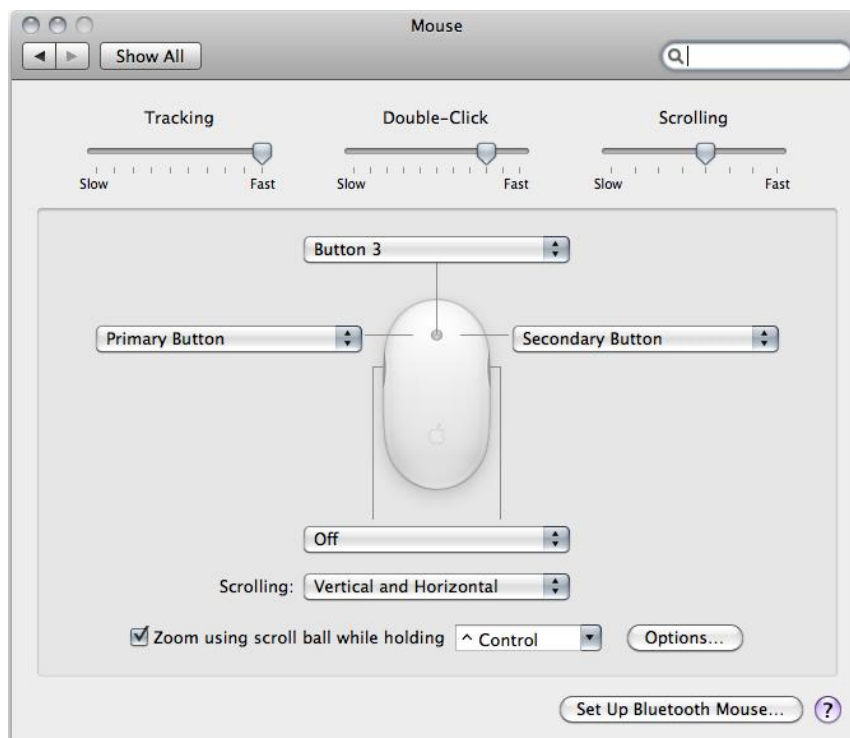 Mouse
Show All
Tracking Double-Click Scrolling
Slow Fast Slow Fast Slow Fast
Button 3
Primary Button Secondary Button
Off
Scrolling: Vertical and Horizontal
Zoom using scroll ball while holding ^ Control Options...
Set Up Bluetooth Mouse... ?